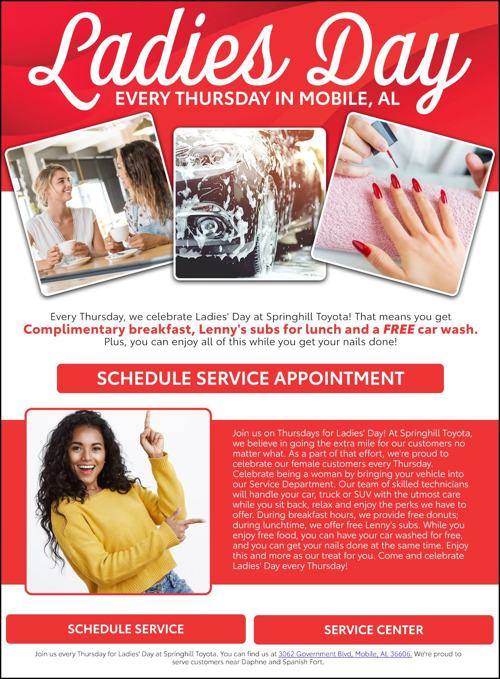 Ladies Day
EVERY THURSDAY IN MOBILE, AL
Every Thursday, we celebrate Ladies' Day at Springhill Toyota! That means you get
Complimentary breakfast, Lenny's subs for lunch and a FREE car wash.
Plus, you can enjoy all of this while you get your nails done!
SCHEDULE SERVICE APPOINTMENT
Join us on Thursdays for Ladies' Day! At Springhill Toyota,
we believe in going the extra mile for our customers no
matter what. As a part of that effort, we're proud to
celebrate our female customers every Thursday.
Celebrate being a woman by bringing your vehicle into
our Service Department. Our team of skilled technicians
will handle your car, truck or SUV with the utmost care
while you sit back, relax and enjoy the perks we have to
offer. During breakfast hours, we provide free donuts;
during lunchtime, we offer free Lenny's subs. While you
enjoy free food, you can have your car washed for free,
and you can get your nails done at the same time. Enjoy
this and more as our treat for you. Come and celebrate
Ladies' Day every Thursday!
SCHEDULE SERVICE
SERVICE CENTER
Join us every Thursday for Ladies' Day at Springhill Toyota. You can find us at 3062 Government Blvd, Mobile, AL 36606. We're proud to
serve customers near Daphne and Spanish Fort.